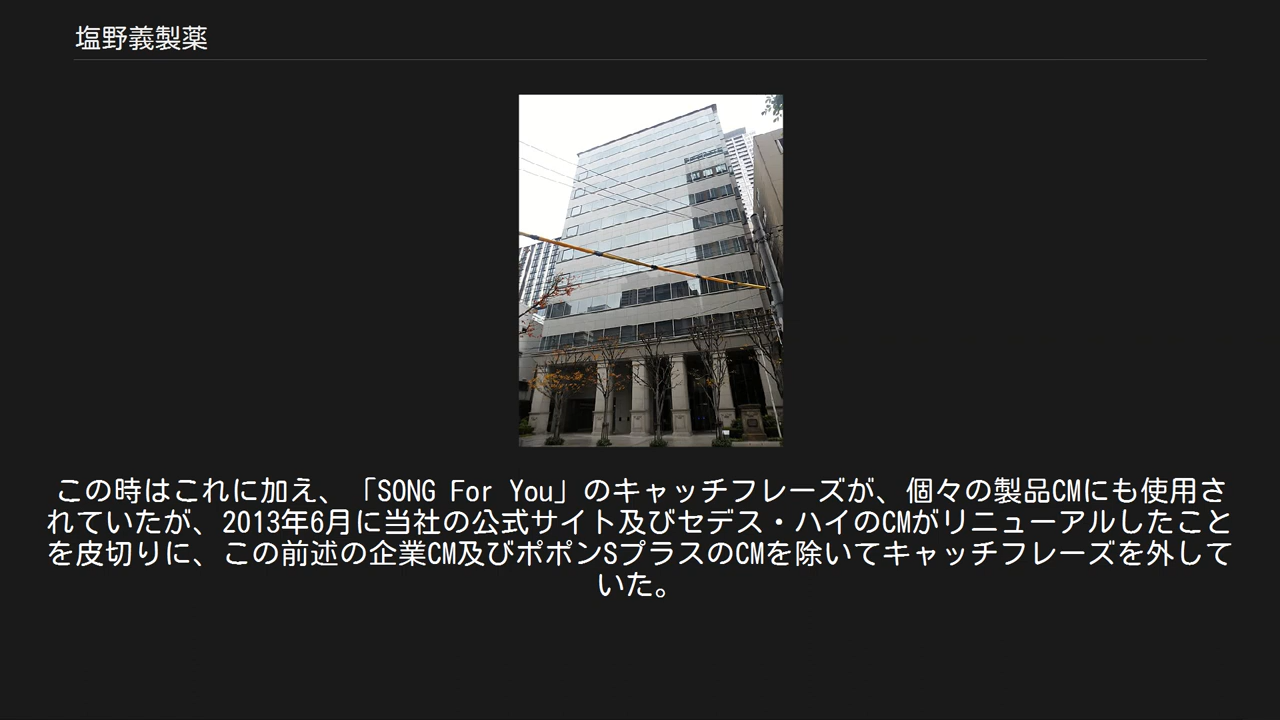 塩野義製薬
この時はこれに加え、「SONG For You」のキャッチフレーズが、個々の製品CMにも使用さ
れていたが、2013年6月に当社の公式サイト及びセデス・ハイのCMがリニューアルしたこと
を皮切りに、この前述の企業CM及びポポンSプラスのCMを除いてキャッチフレーズを外して
いた。